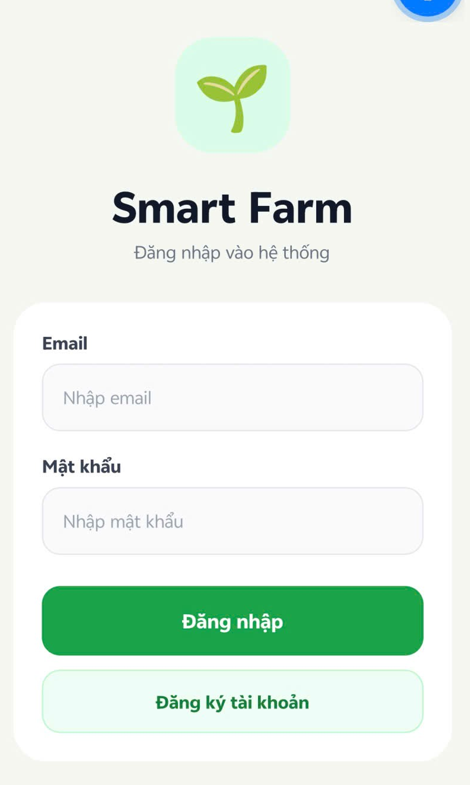 Smart Farm
Đăng nhập vào hệ thống
Email
Nhập email
Mật khẩu
Nhập mật khẩu
Đăng nhập
Đăng ký tài khoản